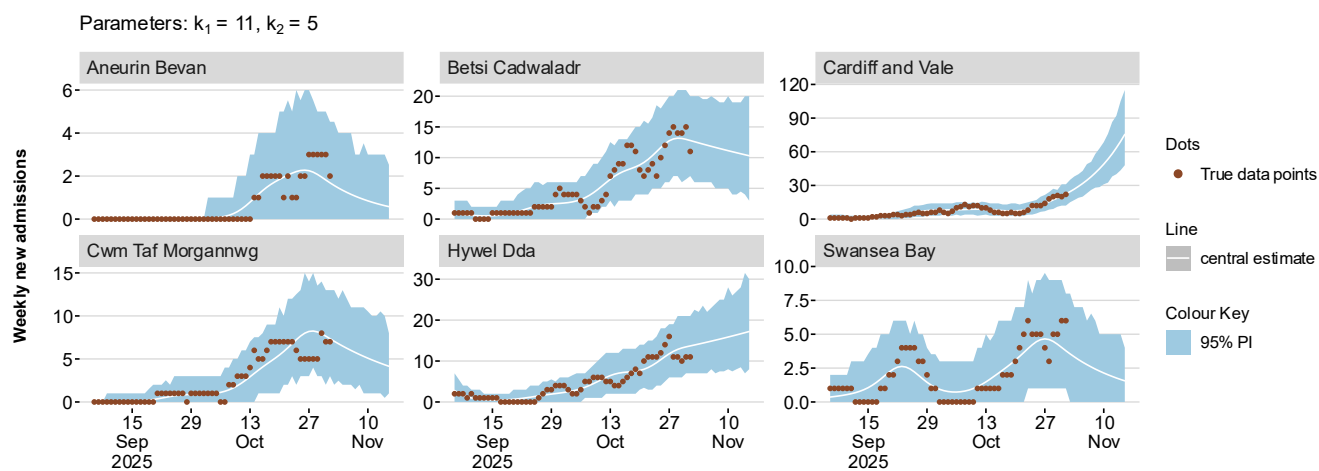 Parameters: k₁ = 11, k₂ = 5
Weekly new admissions
Aneurin Bevan
6
4
2
0
Betsi Cadwaladr
20
15
10
5
0
Cardiff and Vale
120
90
60
30
0
Cwm Taf Morgannwg
15
10
5
0
15 29 13 27 10
Sep Oct Nov
2025
Hywel Dda
30
20
10
0
15 29 13 27 10
Sep Oct Nov
2025
Swansea Bay
10.0
7.5
5.0
2.5
0.0
15 29 13 27 10
Sep Oct Nov
2025
Dots
True data points
Line
central estimate
Colour Key
95% PI